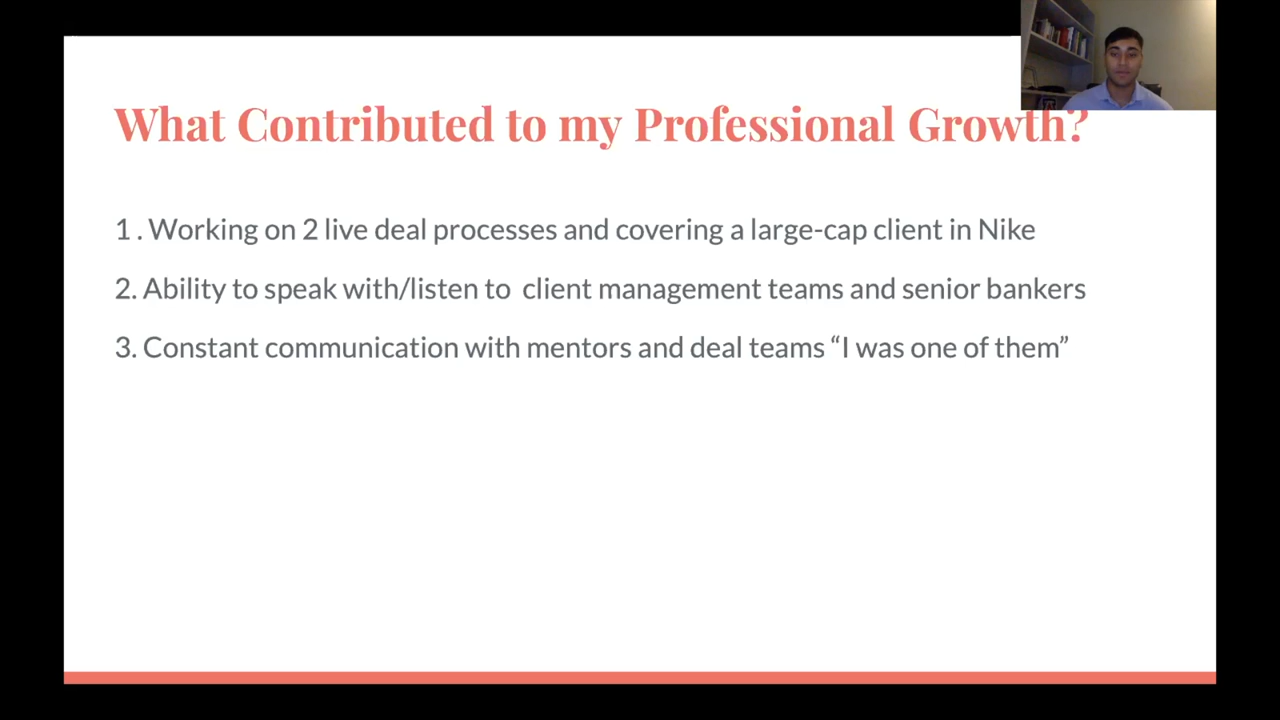 What Contributed to my Professional Growth?
1 . Working on 2 live deal processes and covering a large-cap client in Nike
2. Ability to speak with/listen to  client management teams and senior bankers
3. Constant communication with mentors and deal teams “I was one of them”